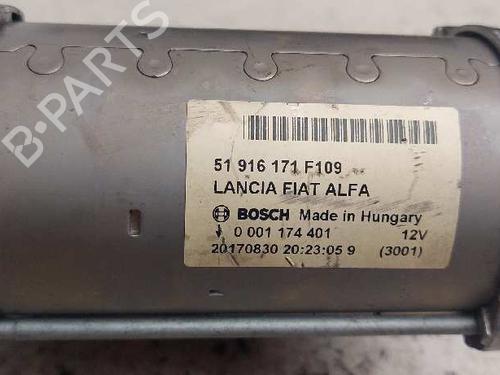 B-PARTS
51 916 171 F109
LANCIA FIAT ALFA
BOSCH Made in Hungary
0 001 174 401 12V
20170830 20:23:05 9 (3001)